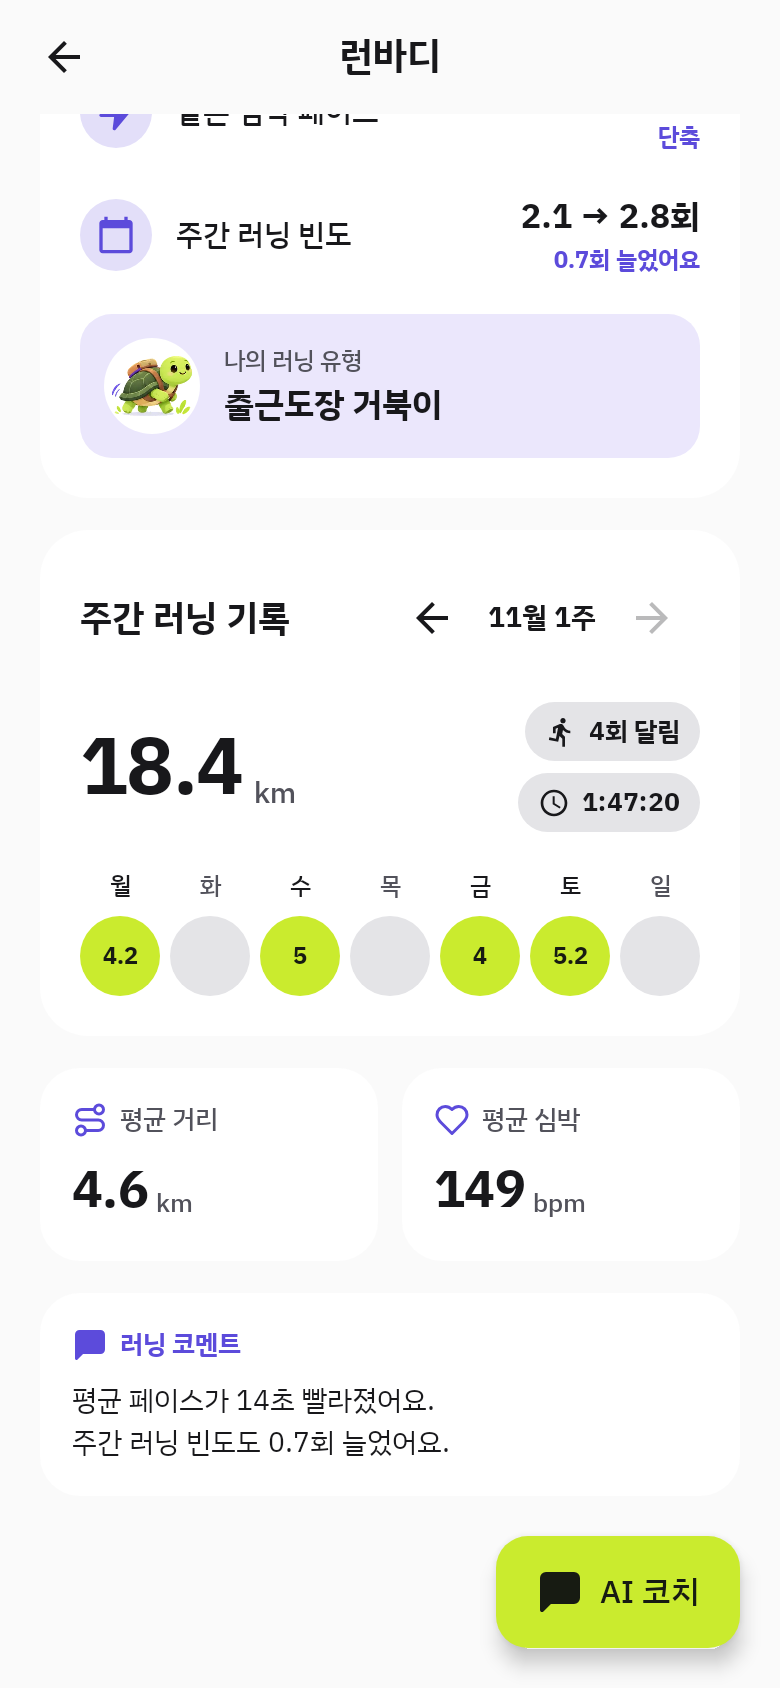 런바디
단축
주간 러닝 빈도
2.1 → 2.8회
0.7회 늘었어요
나의 러닝 유형
출근도장 거북이
주간 러닝 기록
11월 1주
18.4 km
4회 달림
1:47:20
월 화 수 목 금 토 일
4.2 5 4 5.2
평균 거리
4.6 km
평균 심박
149 bpm
러닝 코멘트
평균 페이스가 14초 빨라졌어요.
주간 러닝 빈도도 0.7회 늘었어요.
AI 코치